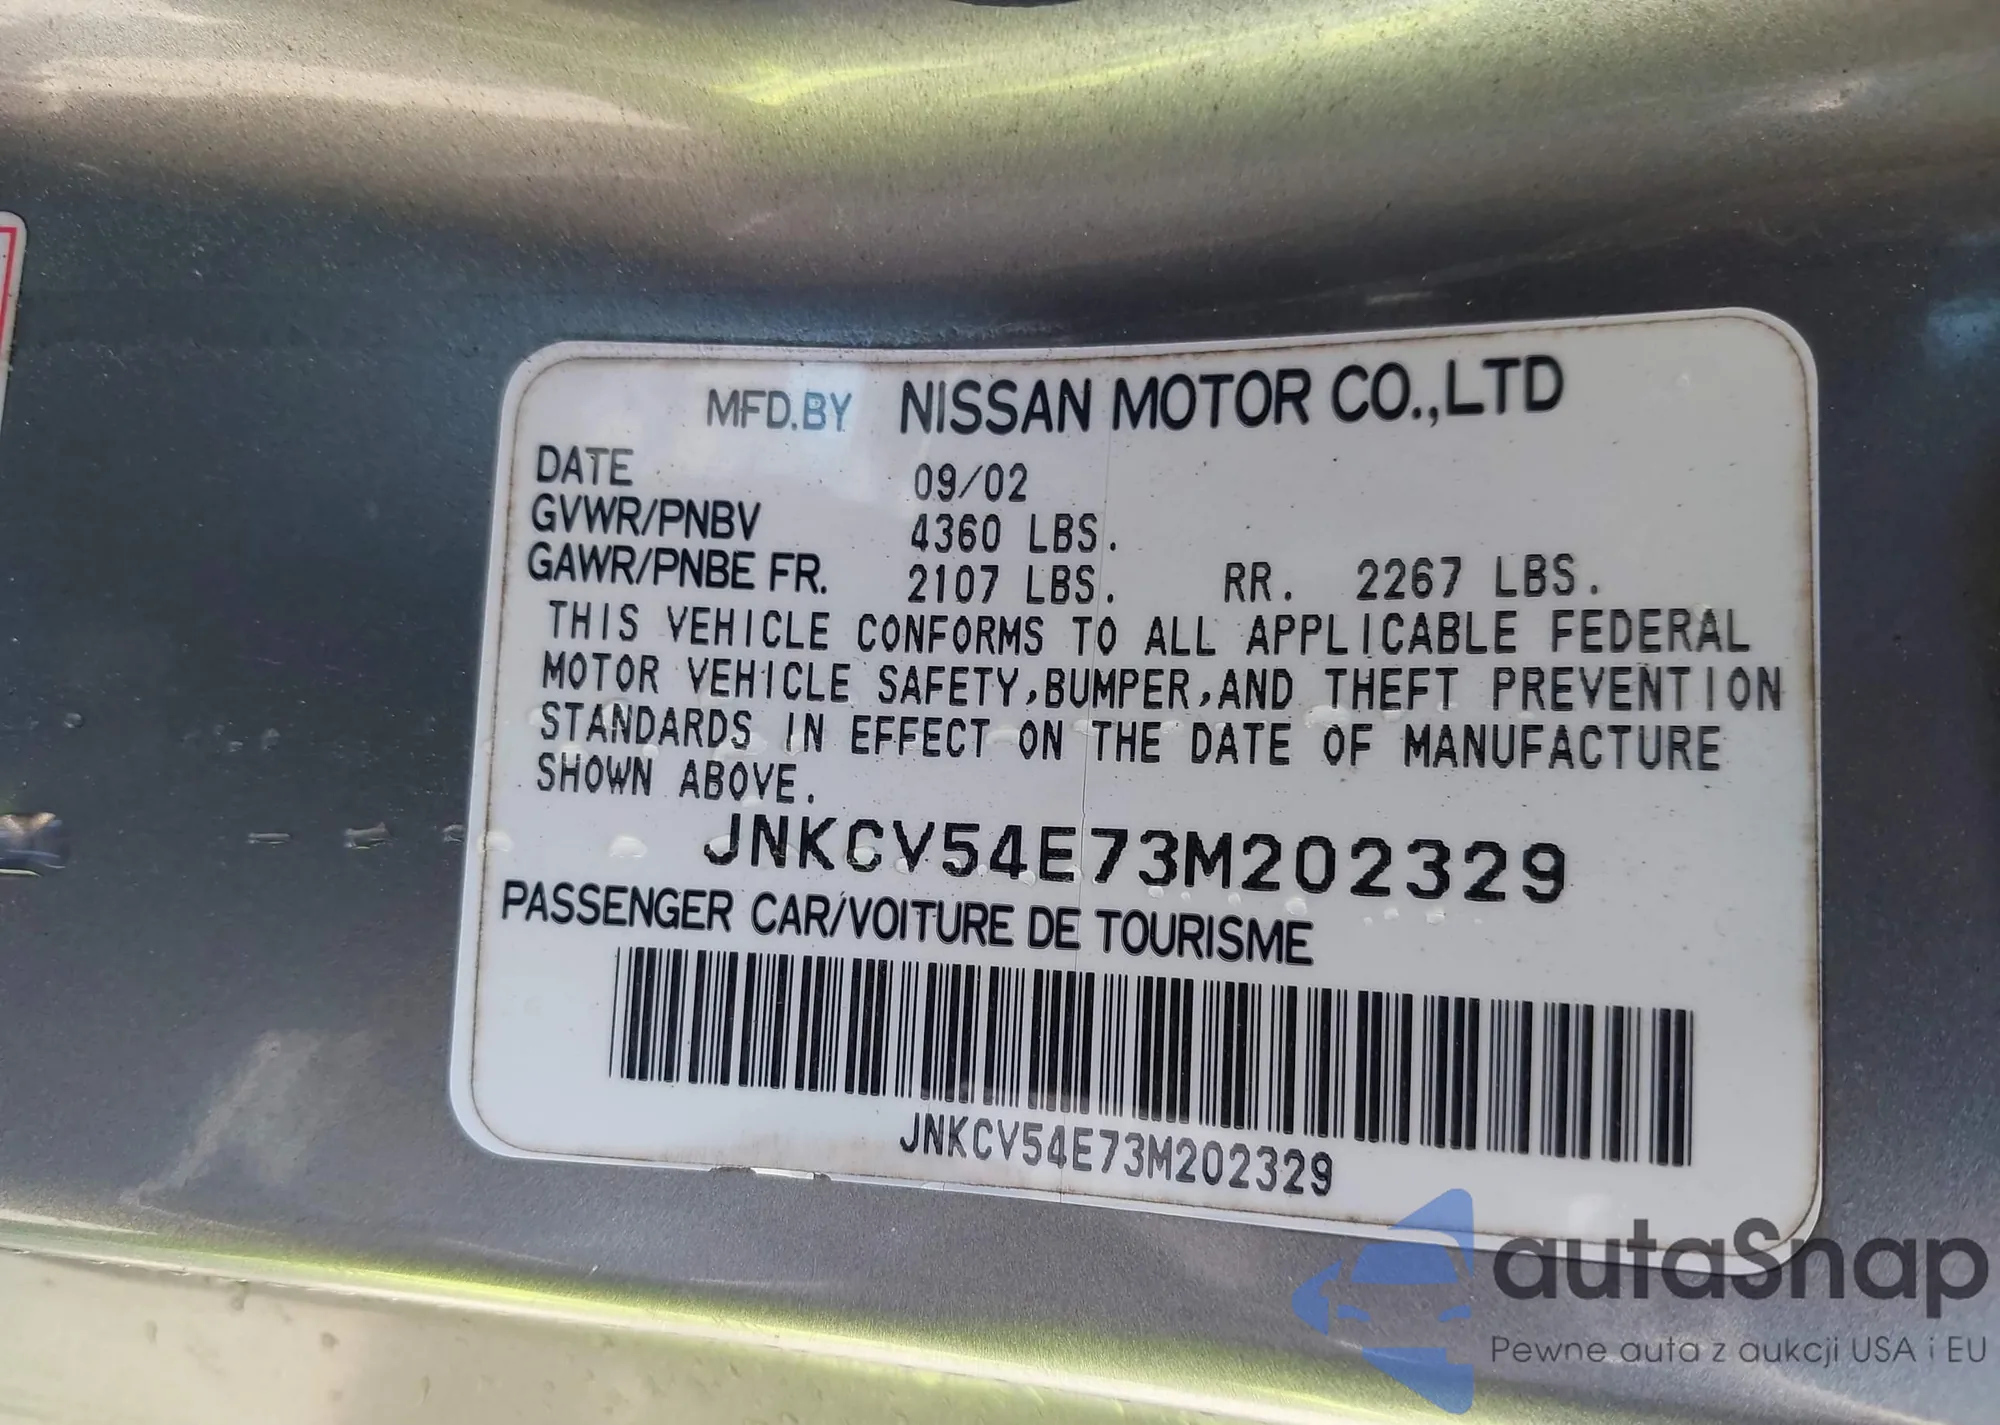 MFD.BY NISSAN MOTOR CO.,LTD
DATE 09/02
GVWR/PNBV 4360 LBS.
GAWR/PNBE FR. 2107 LBS. RR. 2267 LBS.
THIS VEHICLE CONFORMS TO ALL APPLICABLE FEDERAL
MOTOR VEHICLE SAFETY,BUMPER,AND THEFT PREVENTION
STANDARDS IN EFFECT ON THE DATE OF MANUFACTURE
SHOWN ABOVE.
JNKCV54E73M202329
PASSENGER CAR/VOITURE DE TOURISME
JNKCV54E73M202329
autaSnap
Pewne auta z aukcji USA i EU